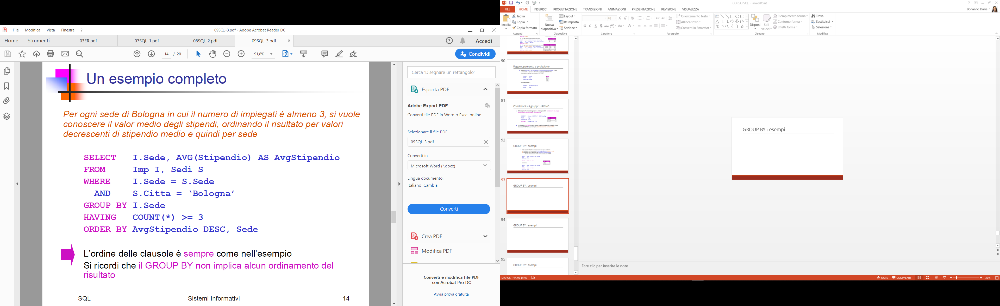 File Modifica Vista Finestra ?
09SQL-3.pdf - Adobe Acrobat Reader DC
Home Strumenti 03ER.pdf 07SQL-1.pdf 08SQL-2.pdf 09SQL-3.pdf × Accedi
14 / 20 91,8% Condividi
Un esempio completo
Per ogni sede di Bologna in cui il numero di impiegati è almeno 3, si vuole
conoscere il valor medio degli stipendi, ordinando il risultato per valori
decrescenti di stipendio medio e quindi per sede
SELECT I.Sede, AVG(Stipendio) AS AvgStipendio
FROM Imp I, Sedi S
WHERE I.Sede = S.Sede
AND S.Citta = ‘Bologna’
GROUP BY I.Sede
HAVING COUNT(*) >= 3
ORDER BY AvgStipendio DESC, Sede
L’ordine delle clausole è sempre come nell’esempio
Si ricordi che il GROUP BY non implica alcun ordinamento del
risultato
SQL Sistemi Informativi 14
Cerca 'Disegnare un rettangolo'
Esporta PDF
Adobe Export PDF
Converti file PDF in Word o Excel online
Selezionare il file PDF
09SQL-3.pdf
Converti in
Microsoft Word (*.docx)
Lingua documento:
Italiano Cambia
Converti
Crea PDF
Modifica PDF
Converti e modifica file PDF
con Acrobat Pro DC
Avvia prova gratuita
CORSO SQL - PowerPoint
FILE HOME INSERISCI PROGETTAZIONE TRANSIZIONI ANIMAZIONI PRESENTAZIONE REVISIONE VISUALIZZA
Bonanno Daria
Incolla
Taglia
Copia
Copia formato
Appunti
Nuova
diapositiva
Layout
Reimposta
Sezione
Diapositive
48
G C S S abc AV Aa A
Carattere
Orientamento testo
Allinea testo
Converti in SmartArt
Paragrafo
Disponi
Stili
veloci
Riempimento forma
Contorno forma
Effetti forma
Disegno
Trova
Sostituisci
Seleziona
Modifica
90
Raggruppamento e proiezione
91
Condizioni sui gruppi: HAVING
92
GROUP BY : esempi
93
GROUP BY : esempi
94
GROUP BY : esempi
95
GROUP BY : esempi
GROUP BY : esempi
Fare clic per inserire le note
DIAPOSITIVA 93 DI 97
NOTE COMMENTI 33%